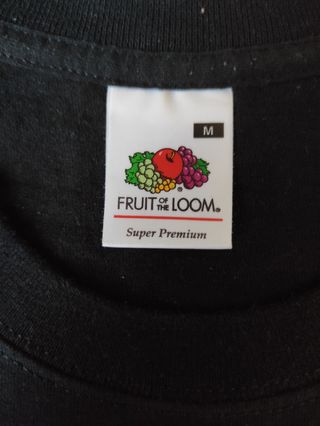 M
FRUIT OF THE LOOM®
Super Premium